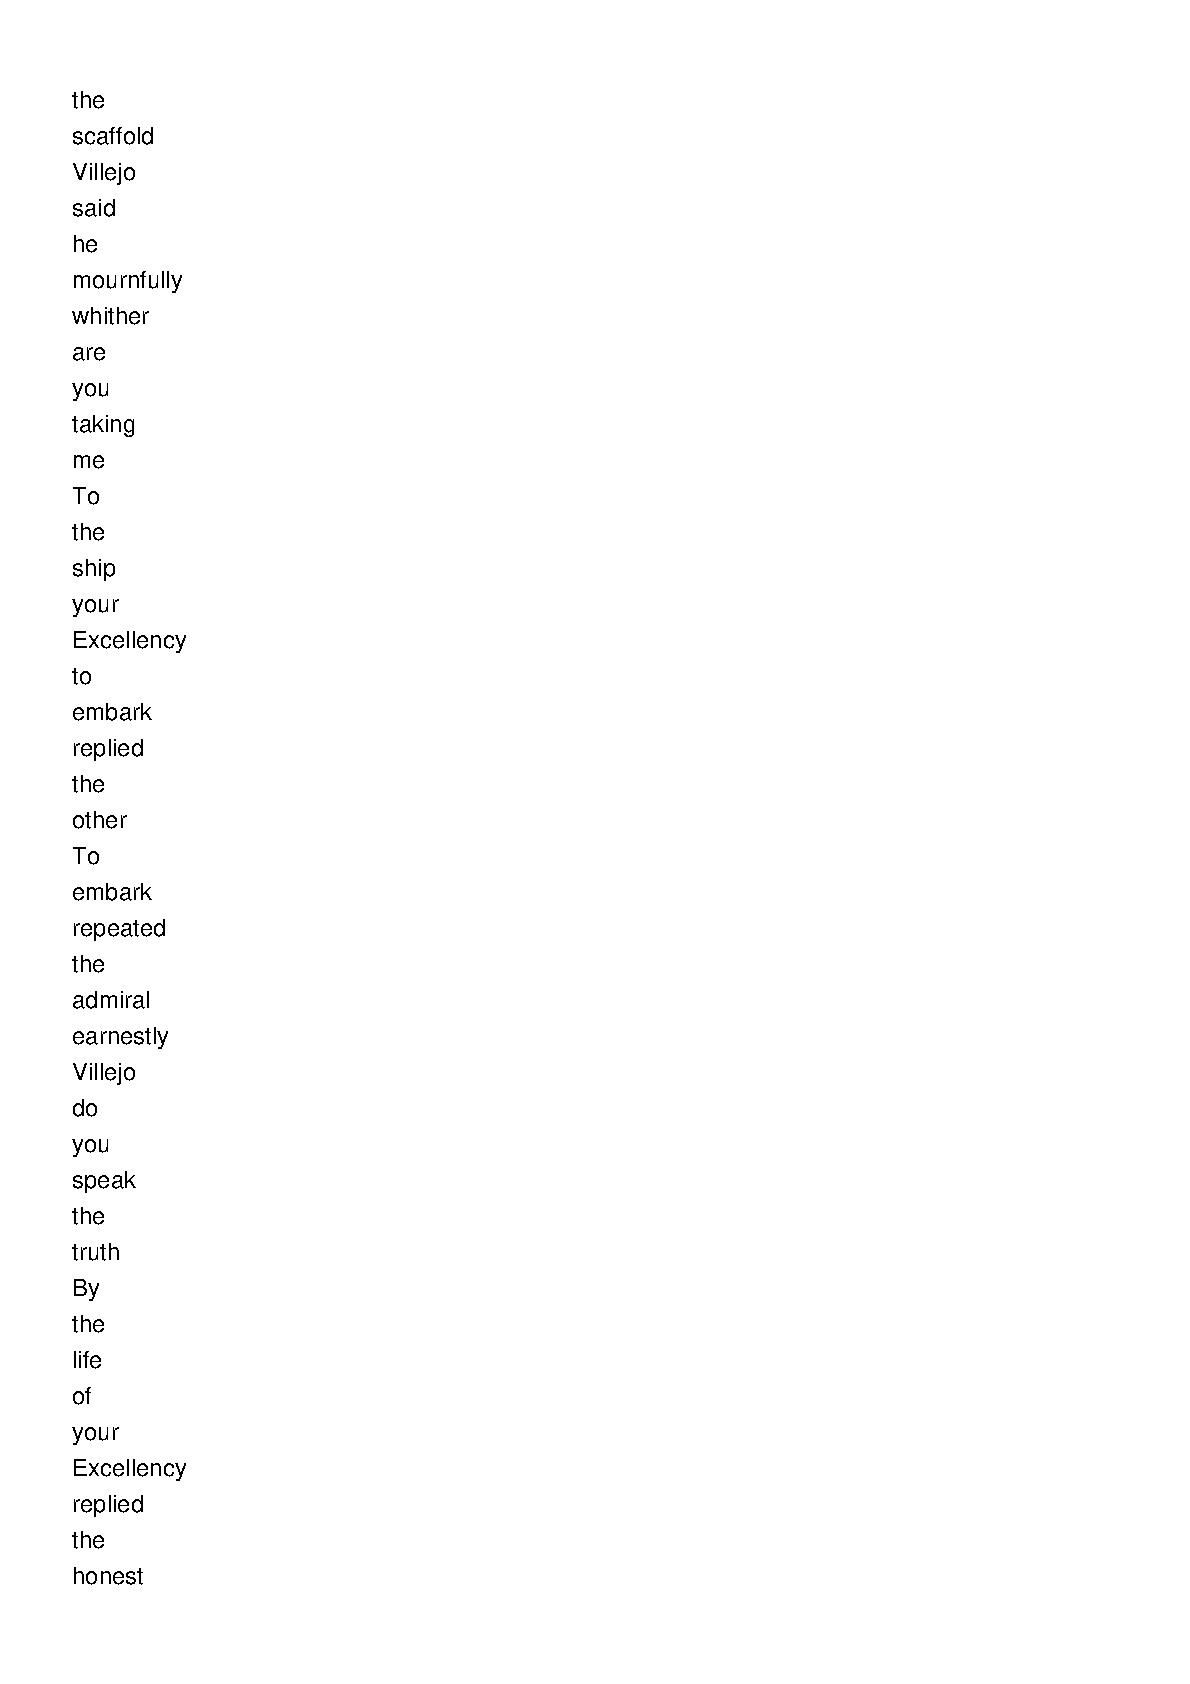 the
scaffold
Villejo
said
he
mournfully
whither
are
you
taking
me
To
the
ship
your
Excellency
to
embark
replied
the
other
To
embark
repeated
the
admiral
earnestly
Villejo
do
you
speak
the
truth
By
the
life
of
your
Excellency
replied
the
honest